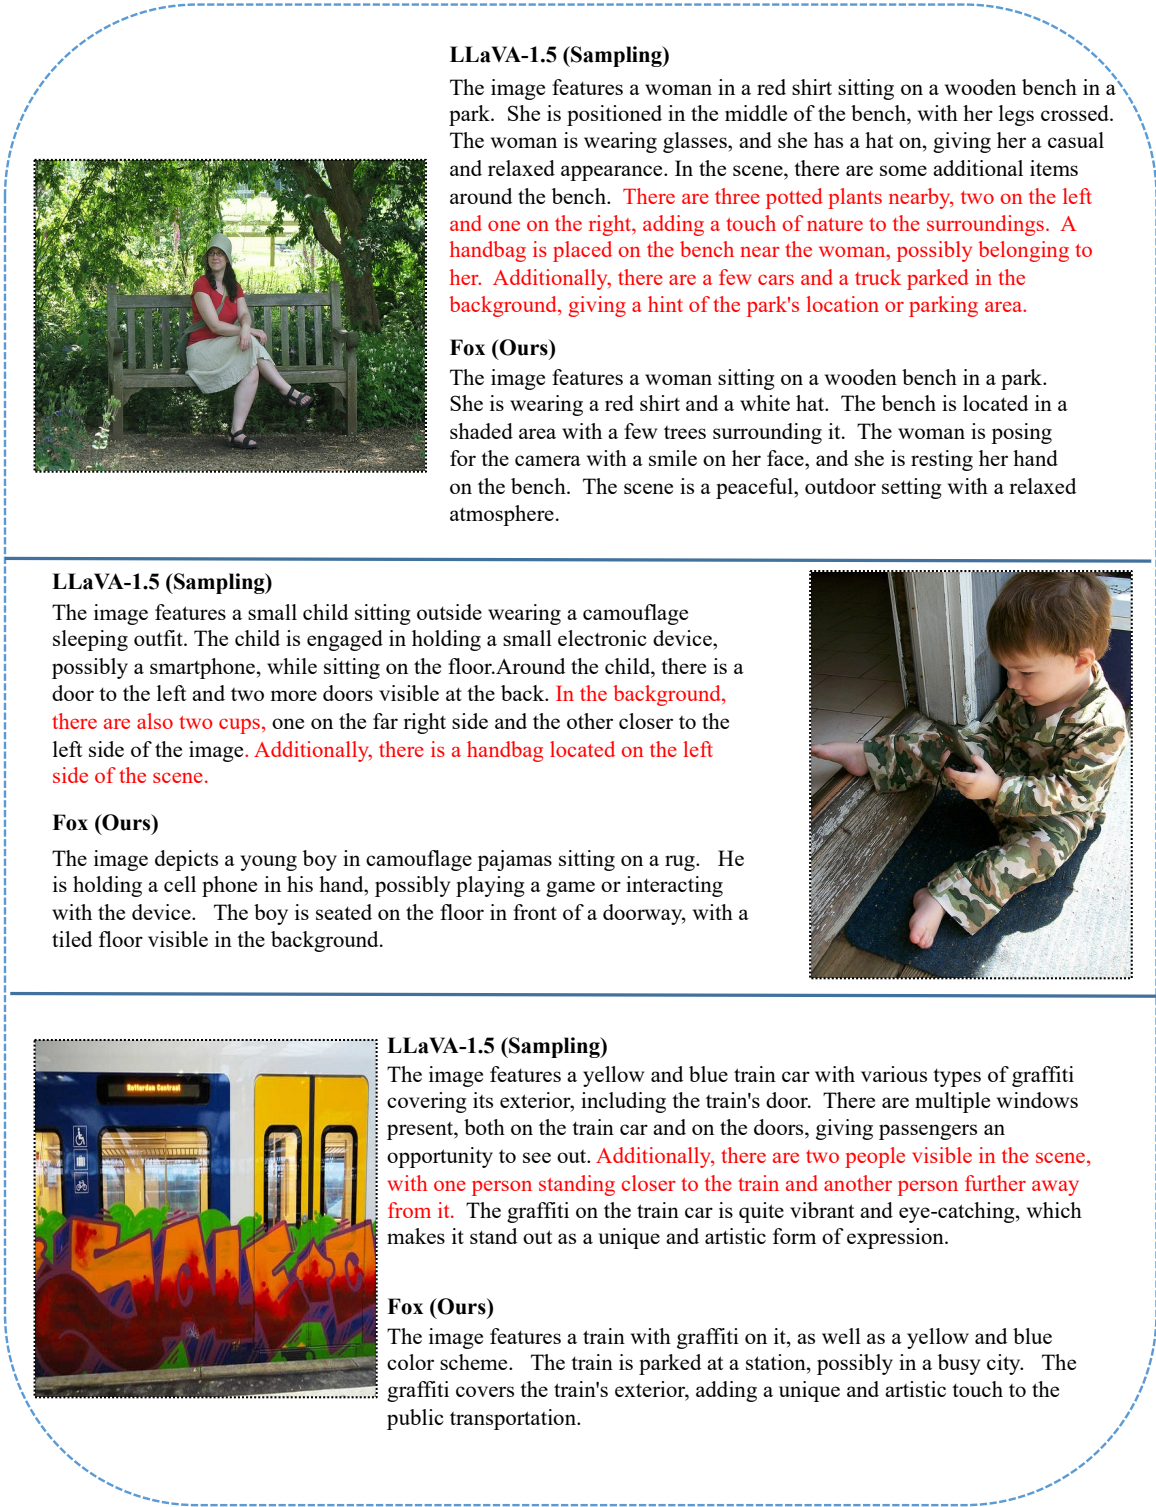 LLaVA-1.5 (Sampling)
The image features a woman in a red shirt sitting on a wooden bench in a
park. She is positioned in the middle of the bench, with her legs crossed.
The woman is wearing glasses, and she has a hat on, giving her a casual
and relaxed appearance. In the scene, there are some additional items
around the bench. There are three potted plants nearby, two on the left
and one on the right, adding a touch of nature to the surroundings. A
handbag is placed on the bench near the woman, possibly belonging to
her. Additionally, there are a few cars and a truck parked in the
background, giving a hint of the park's location or parking area.
Fox (Ours)
The image features a woman sitting on a wooden bench in a park.
She is wearing a red shirt and a white hat. The bench is located in a
shaded area with a few trees surrounding it. The woman is posing
for the camera with a smile on her face, and she is resting her hand
on the bench. The scene is a peaceful, outdoor setting with a relaxed
atmosphere.
LLaVA-1.5 (Sampling)
The image features a small child sitting outside wearing a camouflage
sleeping outfit. The child is engaged in holding a small electronic device,
possibly a smartphone, while sitting on the floor.Around the child, there is a
door to the left and two more doors visible at the back. In the background,
there are also two cups, one on the far right side and the other closer to the
left side of the image. Additionally, there is a handbag located on the left
side of the scene.
Fox (Ours)
The image depicts a young boy in camouflage pajamas sitting on a rug. He
is holding a cell phone in his hand, possibly playing a game or interacting
with the device. The boy is seated on the floor in front of a doorway, with a
tiled floor visible in the background.
Rotterdam Centraal
LLaVA-1.5 (Sampling)
The image features a yellow and blue train car with various types of graffiti
covering its exterior, including the train's door. There are multiple windows
present, both on the train car and on the doors, giving passengers an
opportunity to see out. Additionally, there are two people visible in the scene,
with one person standing closer to the train and another person further away
from it. The graffiti on the train car is quite vibrant and eye-catching, which
makes it stand out as a unique and artistic form of expression.
Fox (Ours)
The image features a train with graffiti on it, as well as a yellow and blue
color scheme. The train is parked at a station, possibly in a busy city. The
graffiti covers the train's exterior, adding a unique and artistic touch to the
public transportation.